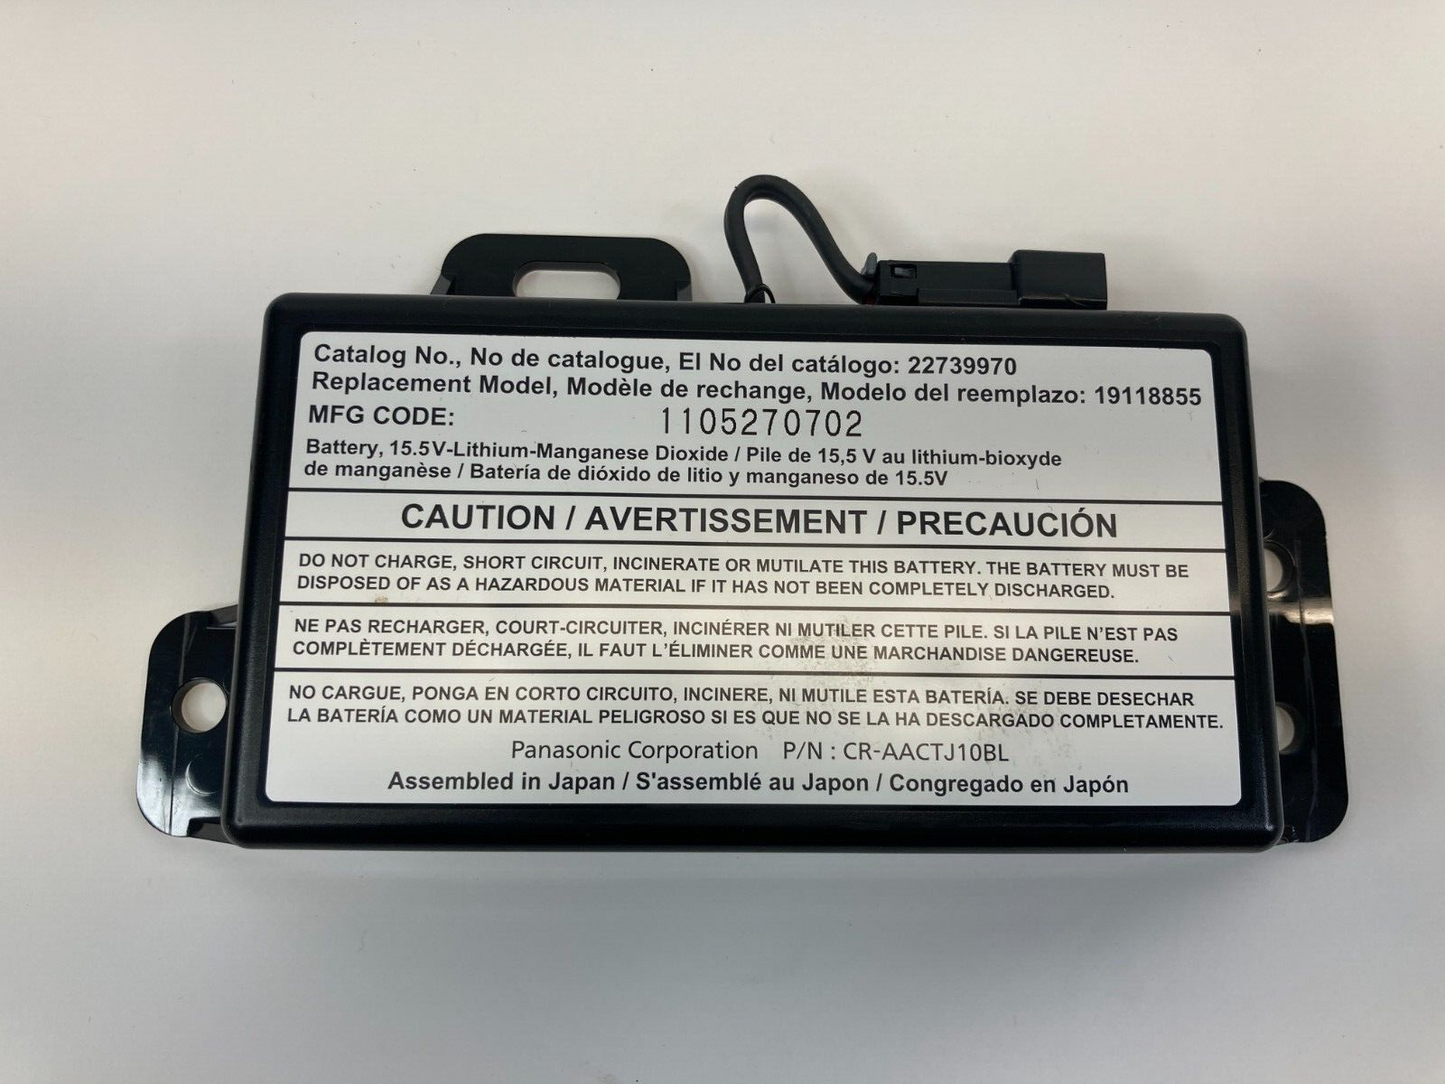 Catalog No., No de catalogue, El No del catálogo: 22739970
Replacement Model, Modèle de rechange, Modelo del reemplazo: 19118855
MFG CODE: 1105270702
Battery, 15.5V-Lithium-Manganese Dioxide / Pile de 15,5 V au lithium-bioxyde
de manganèse / Batería de dióxido de litio y manganeso de 15.5V
CAUTION / AVERTISSEMENT / PRECAUCIÓN
DO NOT CHARGE, SHORT CIRCUIT, INCINERATE OR MUTILATE THIS BATTERY. THE BATTERY MUST BE
DISPOSED OF AS A HAZARDOUS MATERIAL IF IT HAS NOT BEEN COMPLETELY DISCHARGED.
NE PAS RECHARGER, COURT-CIRCUITER, INCINÉRER NI MUTILER CETTE PILE. SI LA PILE N'EST PAS
COMPLÈTEMENT DÉCHARGÉE, IL FAUT L'ÉLIMINER COMME UNE MARCHANDISE DANGEREUSE.
NO CARGUE, PONGA EN CORTO CIRCUITO, INCINERE, NI MUTILE ESTA BATERÍA. SE DEBE DESECHAR
LA BATERÍA COMO UN MATERIAL PELIGROSO SI ES QUE NO SE LA HA DESCARGADO COMPLETAMENTE.
Panasonic Corporation P/N : CR-AACTJ10BL
Assembled in Japan / S'assemblé au Japon / Congregado en Japón